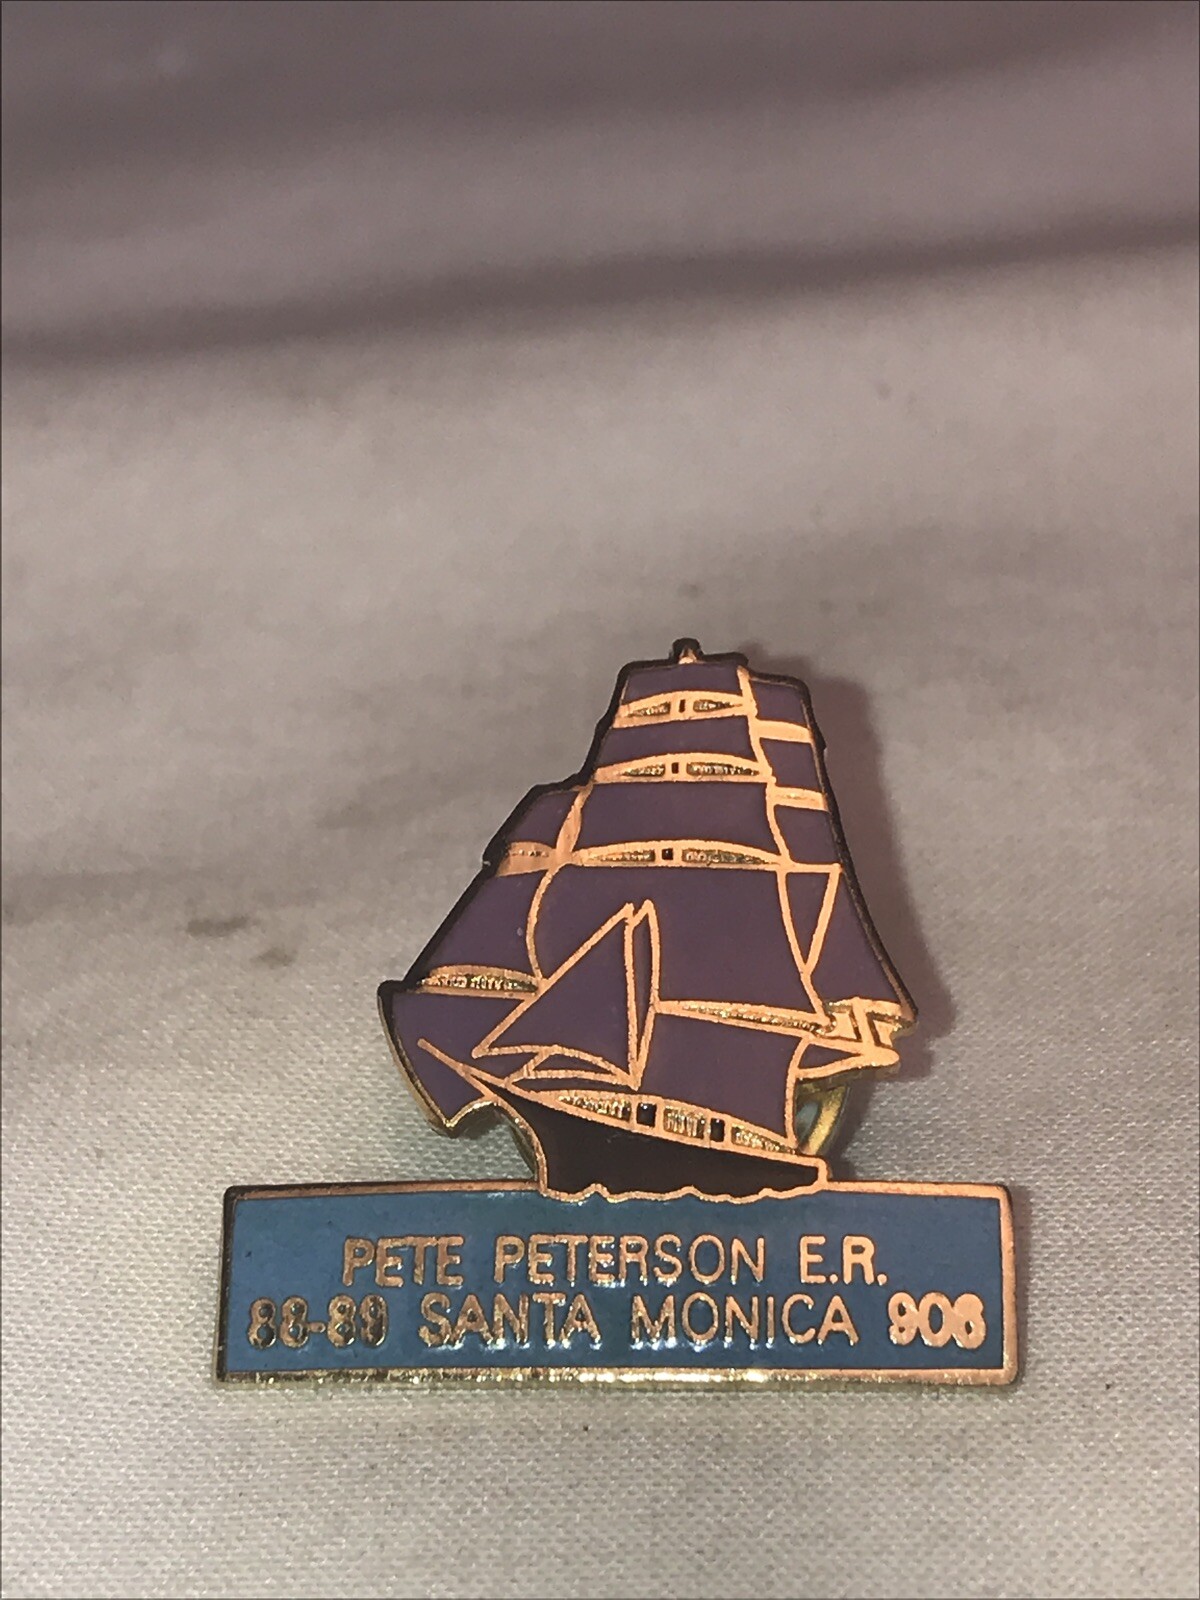 PETE PETERSON E.R.
88-89 SANTA MONICA 906